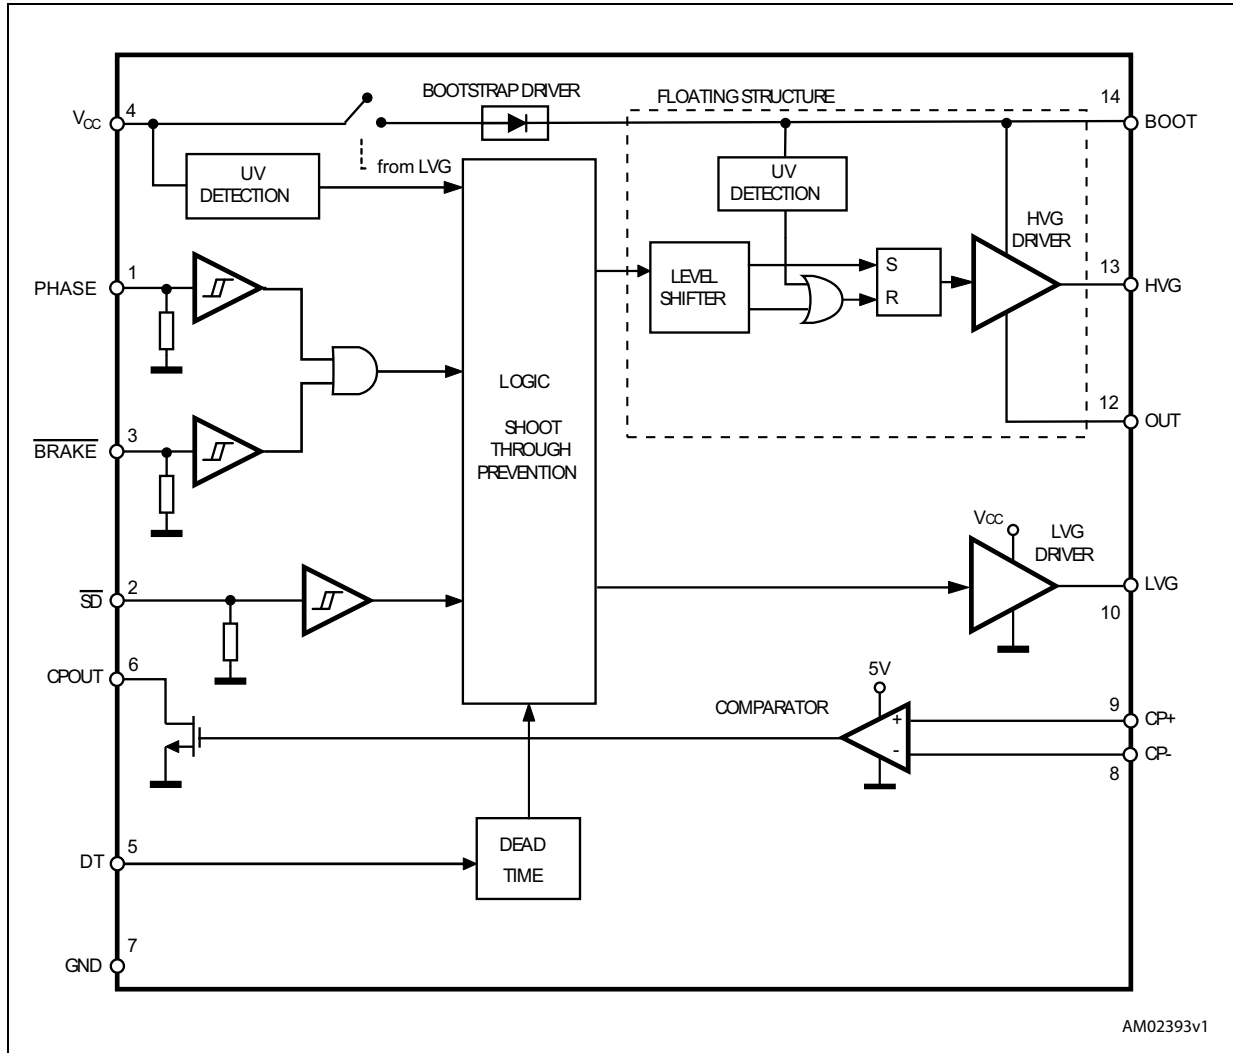 BOOTSTRAP DRIVER
FLOATING STRUCTURE
4
VCC
14
BOOT
from LVG
UV
DETECTION
UV
DETECTION
HVG
DRIVER
1
PHASE
LEVEL
SHIFTER
S
R
13
HVG
LOGIC
SHOOT
THROUGH
PREVENTION
12
OUT
3
BRAKE
VCC
LVG
DRIVER
2
SD
LVG
10
6
CPOUT
5V
COMPARATOR
+
-
9
CP+
CP-
8
5
DT
DEAD
TIME
7
GND
AM02393v1